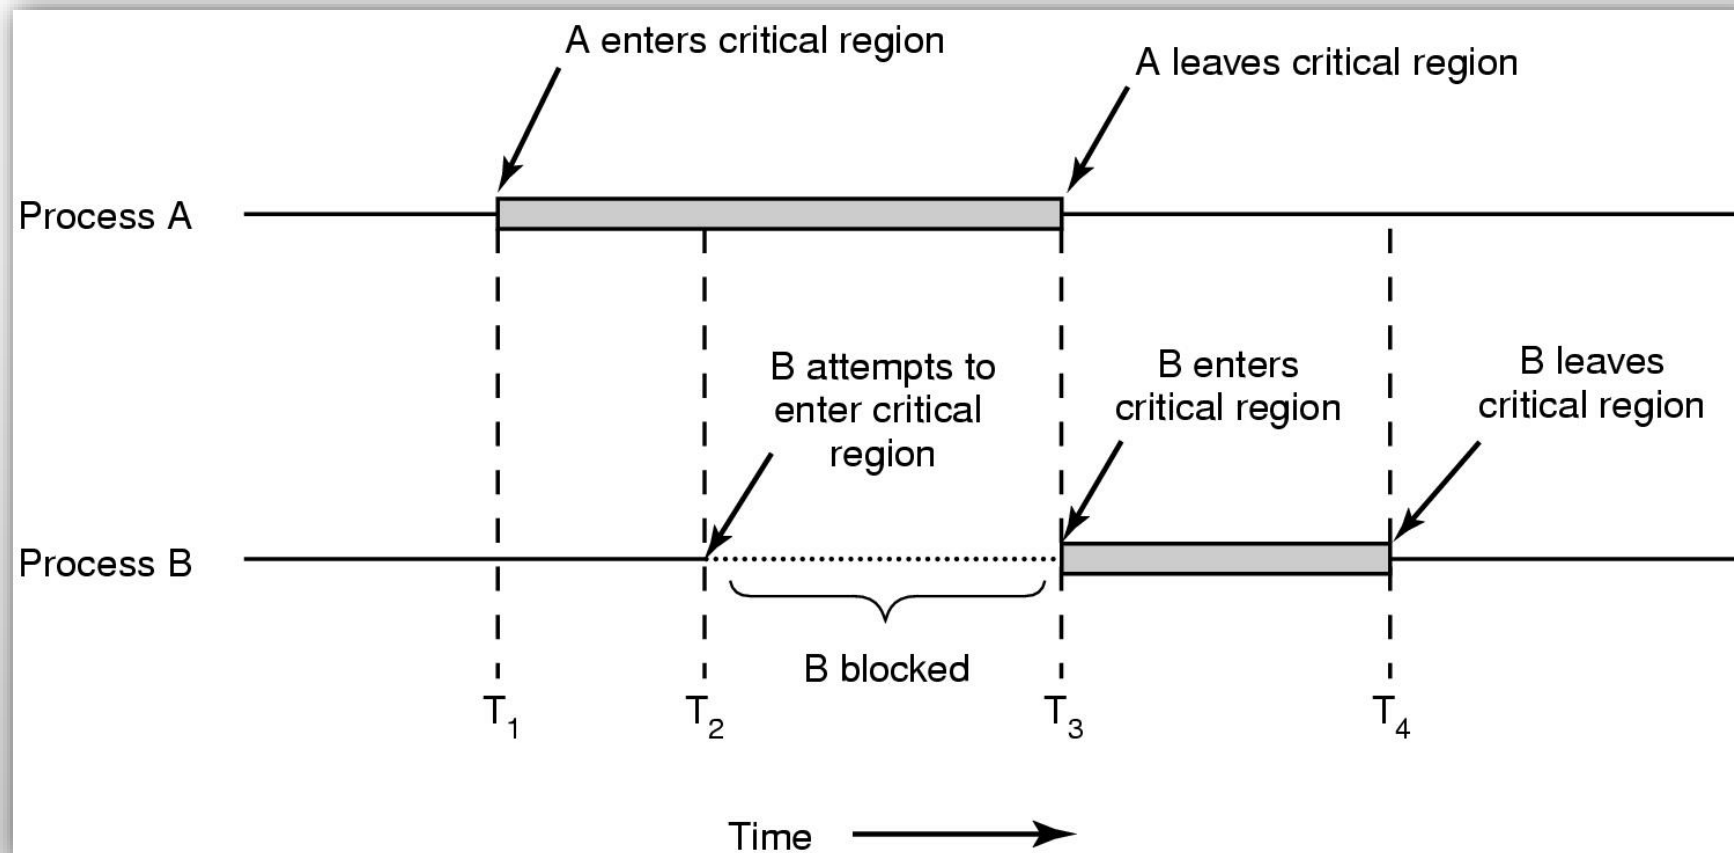 A enters critical region
A leaves critical region
Process A
B attempts to
enter critical
region
B enters
critical region
B leaves
critical region
Process B
B blocked
T1
T2
T3
T4
Time